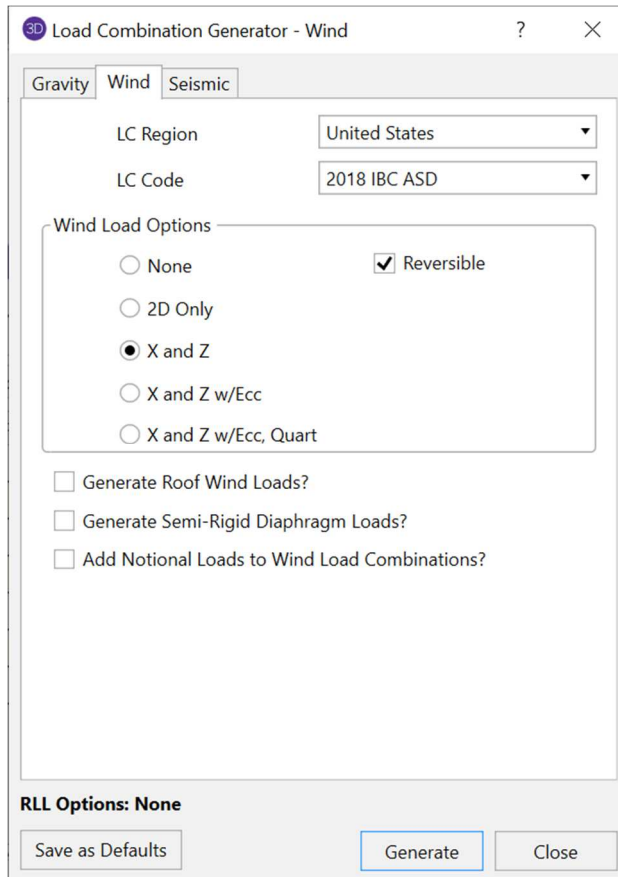 3D Load Combination Generator - Wind ?
Gravity Wind Seismic
LC Region United States
LC Code 2018 IBC ASD
Wind Load Options
None Reversible
2D Only
X and Z
X and Z w/Ecc
X and Z w/Ecc, Quart
Generate Roof Wind Loads?
Generate Semi-Rigid Diaphragm Loads?
Add Notional Loads to Wind Load Combinations?
RLL Options: None
Save as Defaults Generate Close